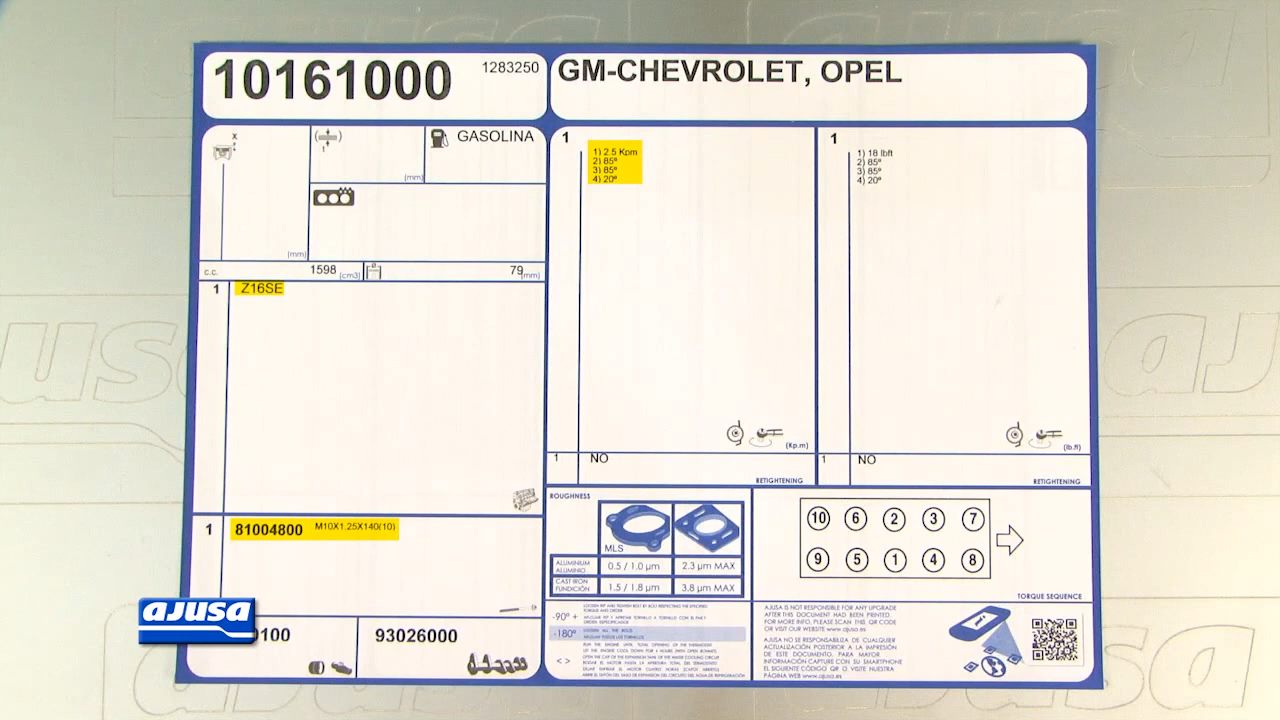 10161000 1283250
GM-CHEVROLET, OPEL
x
GASOLINA
(mm)
(mm)
c.c. 1598 (cm3) 79 (mm)
1 Z16SE
1 81004800 M10X1.25X140(10)
ajusa
100 93026000
1
1) 2.5 Kpm
2) 85º
3) 85º
4) 20º
(Kp.m)
1 NO
RETIGHTENING
1
1) 18 lbft
2) 85º
3) 85º
4) 20º
(lb.ft)
1 NO
RETIGHTENING
ROUGHNESS
MLS
ALUMINIUM
ALUMINIO 0.5 / 1.0 µm 2.3 µm MAX
CAST IRON
FUNDICIÓN 1.5 / 1.8 µm 3.8 µm MAX
-90º
-180º
< >
10 6 2 3 7
9 5 1 4 8
TORQUE SEQUENCE
AJUSA IS NOT RESPONSIBLE FOR ANY UPGRADE
AFTER THIS DOCUMENT HAD BEEN PRINTED.
FOR MORE INFO, PLEASE SCAN THIS QR CODE
OR VISIT OUR WEBSITE www.ajusa.es
AJUSA NO SE RESPONSABILIZA DE CUALQUIER
ACTUALIZACIÓN POSTERIOR A LA IMPRESIÓN
DE ESTE DOCUMENTO. PARA MAYOR
INFORMACIÓN CAPTURE CON SU SMARTPHONE
EL SIGUIENTE CÓDIGO QR O VISITE NUESTRA
PÁGINA WEB www.ajusa.es